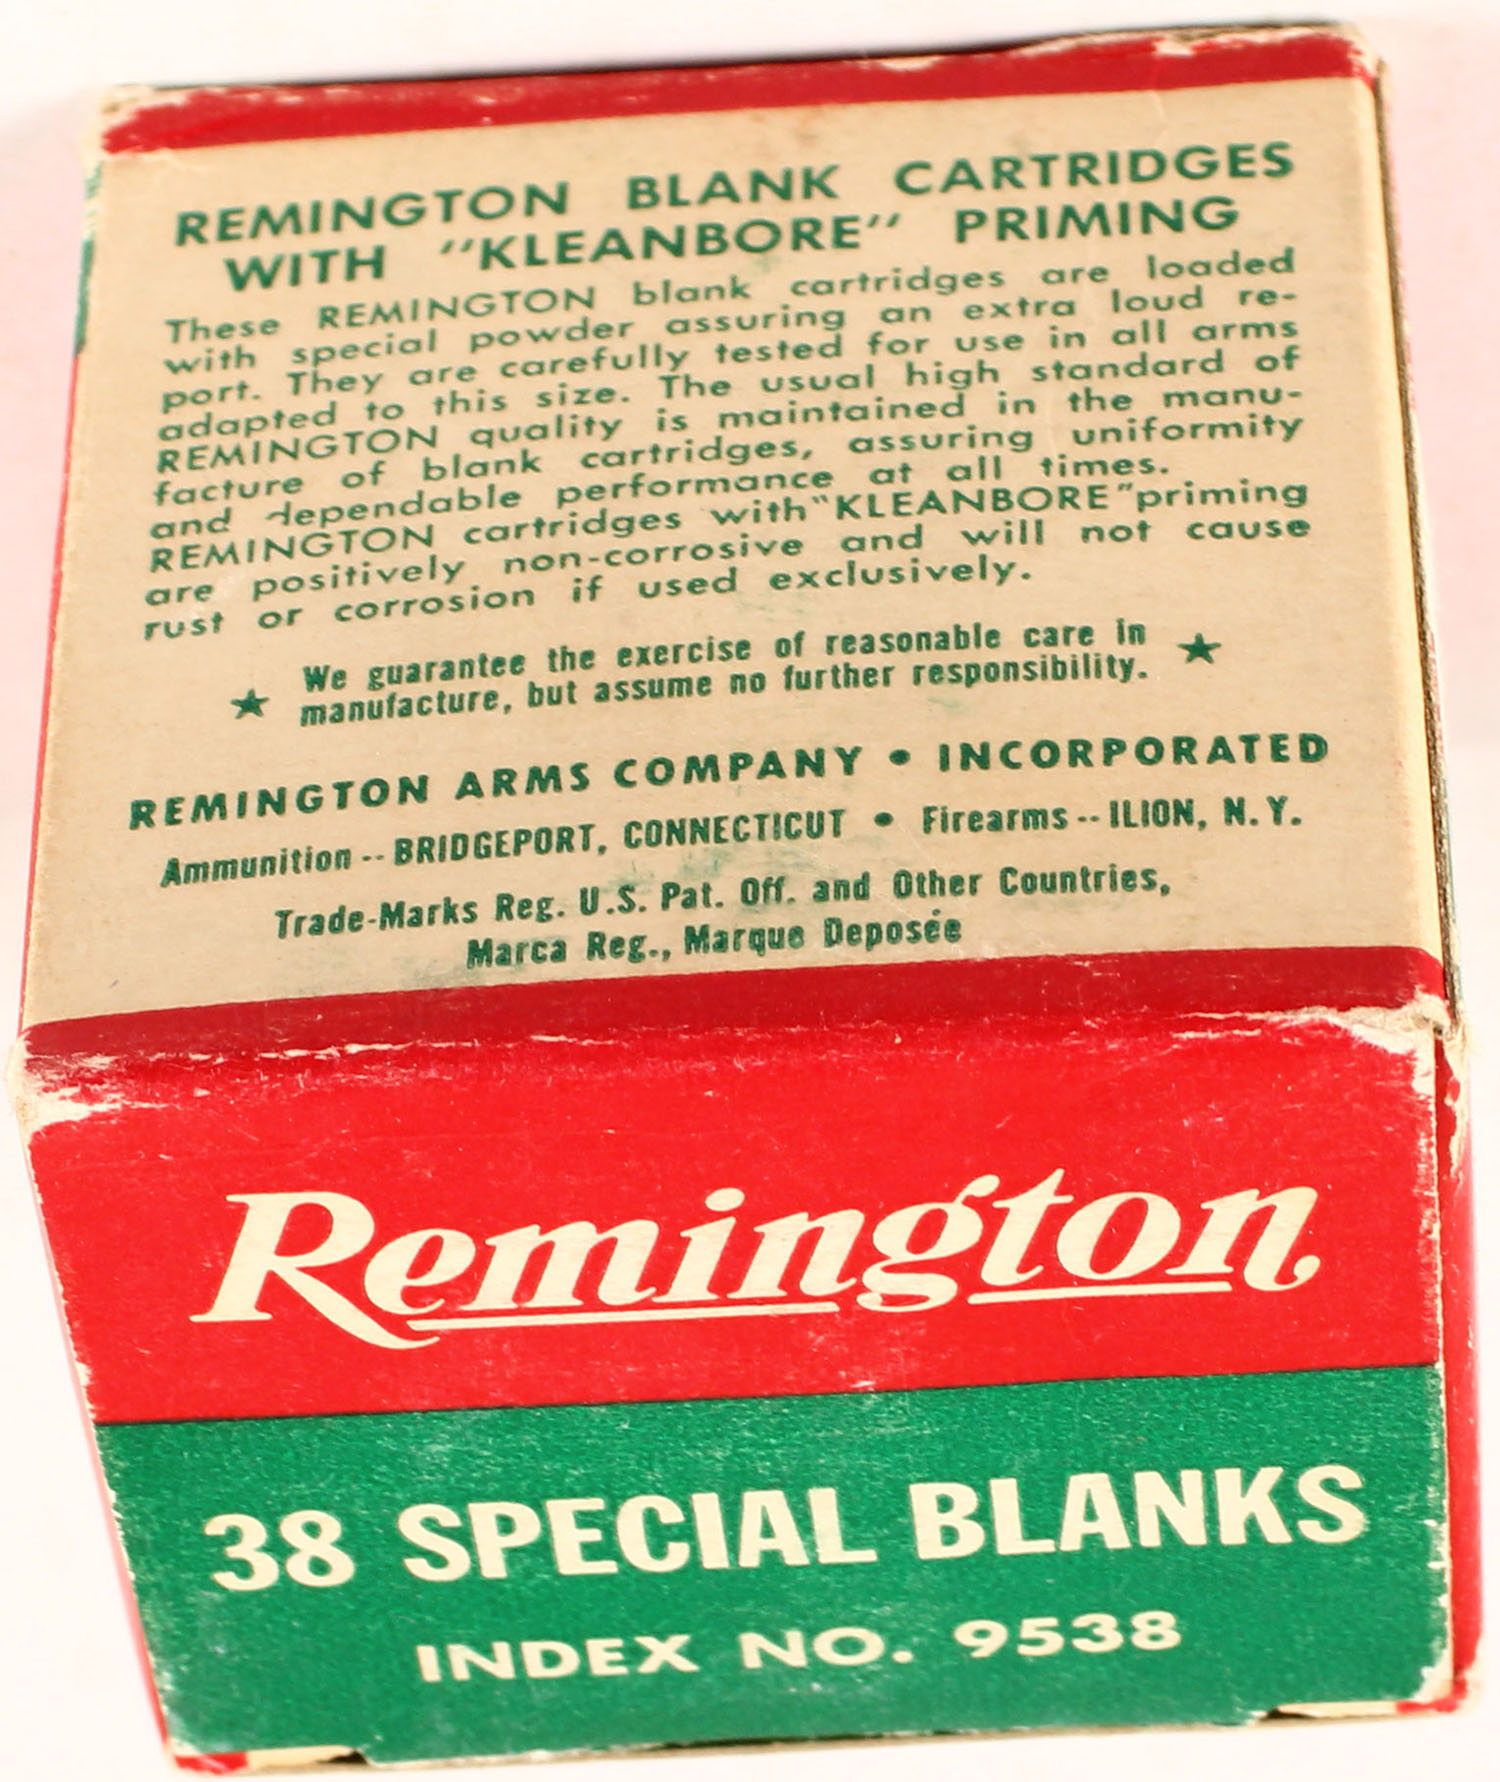 REMINGTON BLANK CARTRIDGES
WITH "KLEANBORE" PRIMING
These REMINGTON blank cartridges are loaded
with special powder assuring an extra loud re-
port. They are carefully tested for use in all arms
adapted to this size. The usual high standard of
REMINGTON quality is maintained in the manu-
facture of blank cartridges, assuring uniformity
and dependable performance at all times.
REMINGTON cartridges with "KLEANBORE" priming
are positively non-corrosive and will not cause
rust or corrosion if used exclusively.
★ We guarantee the exercise of reasonable care in ★
manufacture, but assume no further responsibility.
REMINGTON ARMS COMPANY • INCORPORATED
Ammunition -- BRIDGEPORT, CONNECTICUT • Firearms -- ILION, N. Y.
Trade-Marks Reg. U.S. Pat. Off. and Other Countries,
Marca Reg., Marque Deposée
Remington
38 SPECIAL BLANKS
INDEX NO. 9538